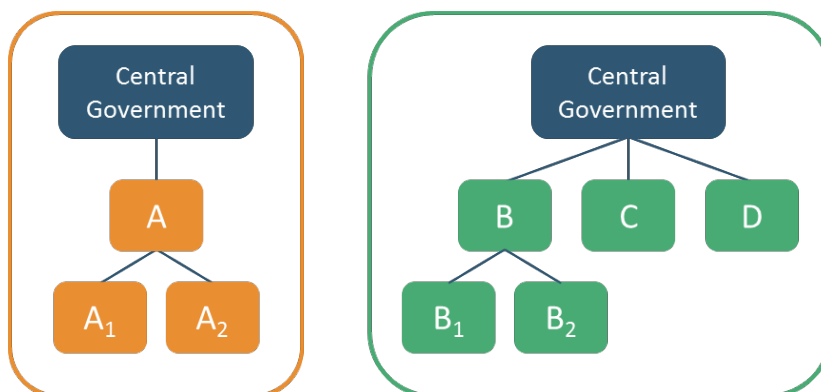 Central
Government
Central
Government
A
B
C
D
A₁
A₂
B₁
B₂